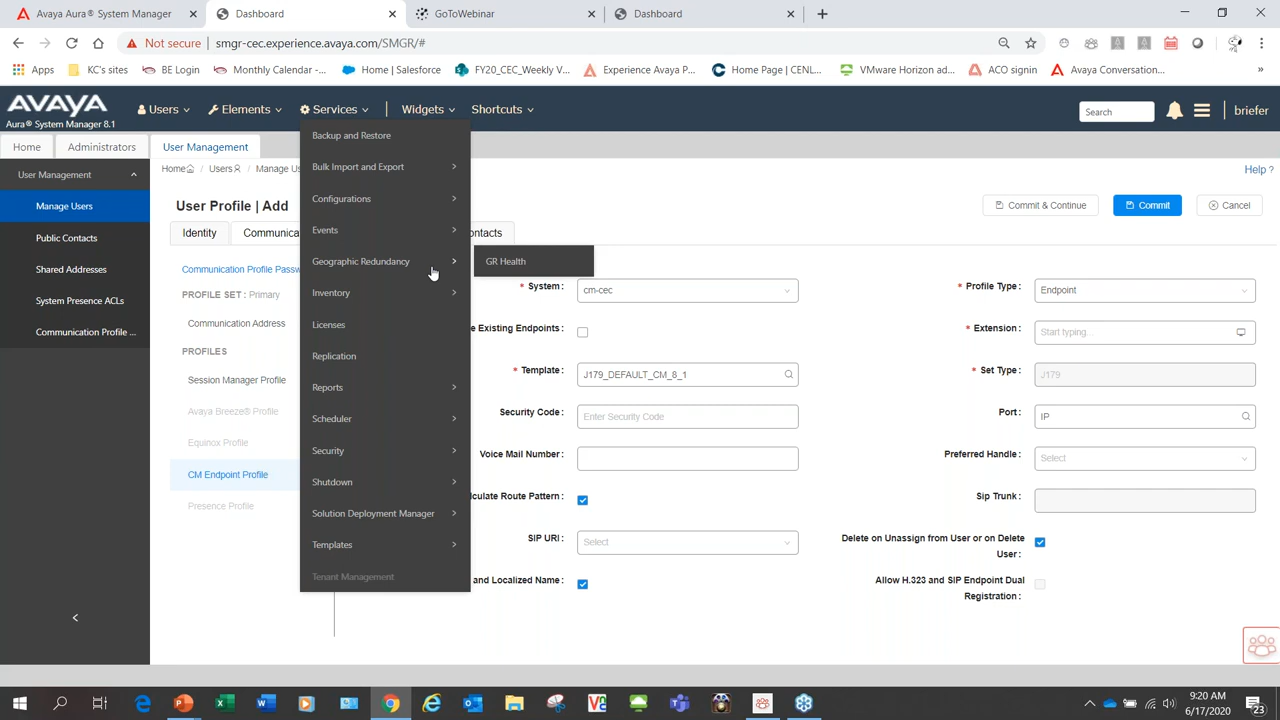 Avaya Aura® System Manager
Dashboard
GoToWebinar
Dashboard
Not secure
smgr-cec.experience.avaya.com/SMGR/#
Apps
KC's sites
BE Login
Monthly Calendar -...
Home | Salesforce
FY20_CEC_Weekly V...
Experience Avaya P...
Home Page | CENL...
VMware Horizon ad...
ACO signin
Avaya Conversation...
»
AVAYA
Aura® System Manager 8.1
Users
Elements
Services
Widgets
Shortcuts
Search
briefer
Home
Administrators
User Management
User Management
Manage Users
Public Contacts
Shared Addresses
System Presence ACLs
Communication Profile ...
Home / Users / Manage Us
Help ?
User Profile | Add
Commit & Continue
Commit
Cancel
Identity
Communica
ontacts
Communication Profile Passw
PROFILE SET : Primary
Communication Address
PROFILES
Session Manager Profile
Avaya Breeze® Profile
Equinox Profile
CM Endpoint Profile
Presence Profile
Backup and Restore
Bulk Import and Export
Configurations
Events
Geographic Redundancy
GR Health
Inventory
Licenses
Replication
Reports
Scheduler
Security
Shutdown
Solution Deployment Manager
Templates
Tenant Management
* System : cm-cec
* Profile Type : Endpoint
e Existing Endpoints :
* Extension : Start typing...
* Template : J179_DEFAULT_CM_8_1
* Set Type : J179
Security Code : Enter Security Code
Port : IP
Voice Mail Number :
Preferred Handle : Select
culate Route Pattern :
Sip Trunk :
SIP URI : Select
Delete on Unassign from User or on Delete
User :
and Localized Name :
Allow H.323 and SIP Endpoint Dual
Registration :
9:20 AM
6/17/2020
23